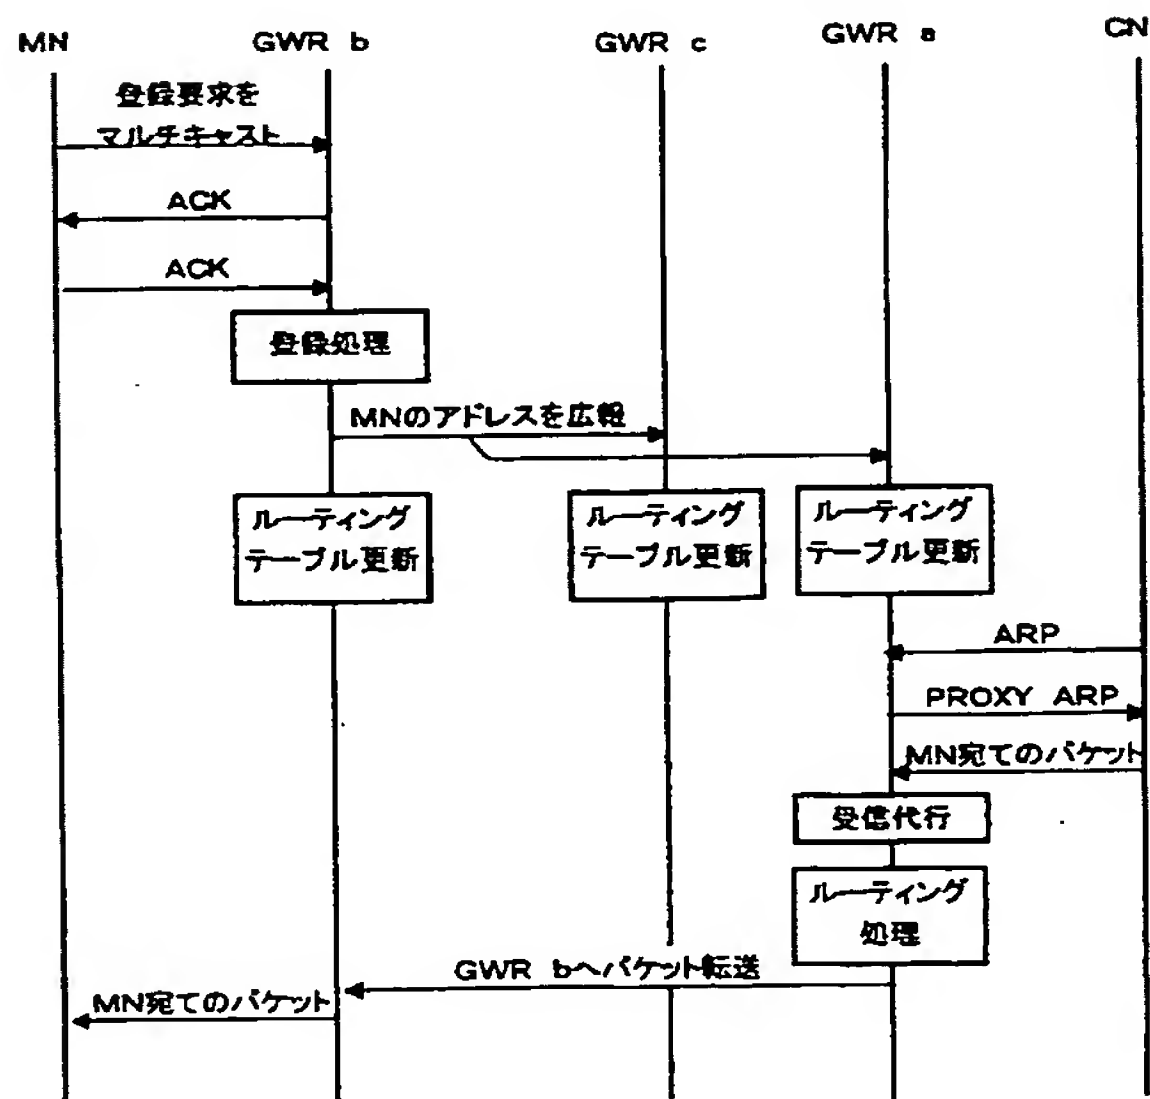 MN
GWR b
GWR c
GWR a
CN
登録要求を
マルチキャスト
ACK
ACK
登録処理
MNのアドレスを広報
ルーティング
テーブル更新
ルーティング
テーブル更新
ルーティング
テーブル更新
ARP
PROXY ARP
MN宛てのパケット
受信代行
ルーティング
処理
GWR bへパケット転送
MN宛てのパケット